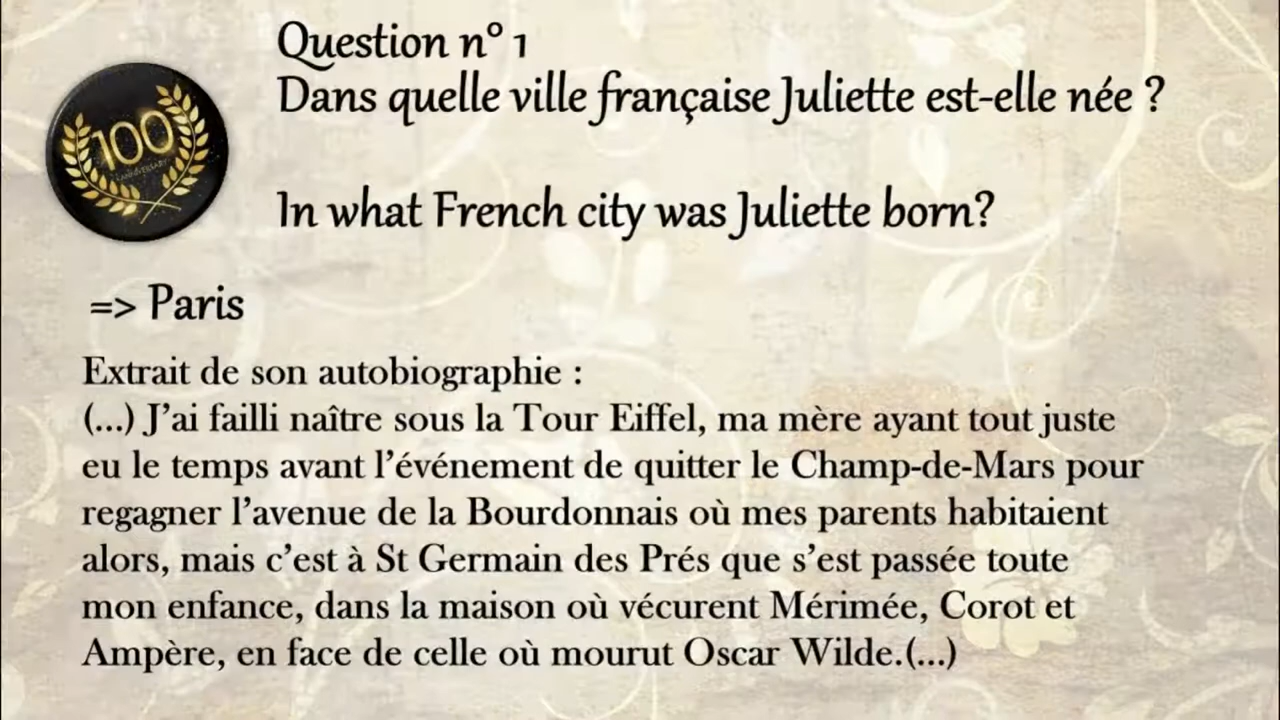 Question n° 1
Dans quelle ville française Juliette est-elle née ?
100
ANNIVERSARY
In what French city was Juliette born?
=> Paris
Extrait de son autobiographie :
(...) J'ai failli naître sous la Tour Eiffel, ma mère ayant tout juste
eu le temps avant l'événement de quitter le Champ-de-Mars pour
regagner l'avenue de la Bourdonnais où mes parents habitaient
alors, mais c'est à St Germain des Prés que s'est passée toute
mon enfance, dans la maison où vécurent Mérimée, Corot et
Ampère, en face de celle où mourut Oscar Wilde.(...)